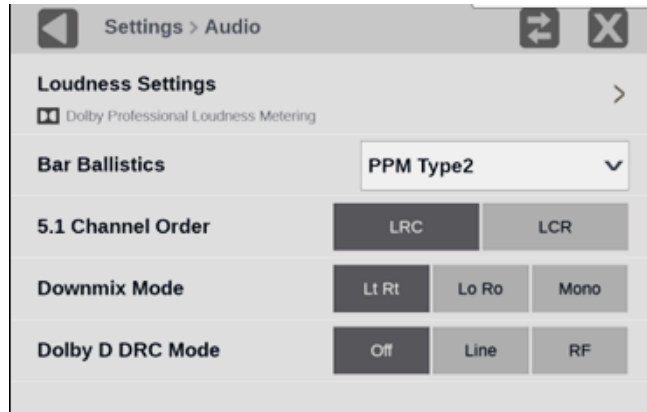 Settings > Audio
Loudness Settings >
Dolby Professional Loudness Metering
Bar Ballistics PPM Type2
5.1 Channel Order LRC LCR
Downmix Mode Lt Rt Lo Ro Mono
Dolby D DRC Mode Off Line RF